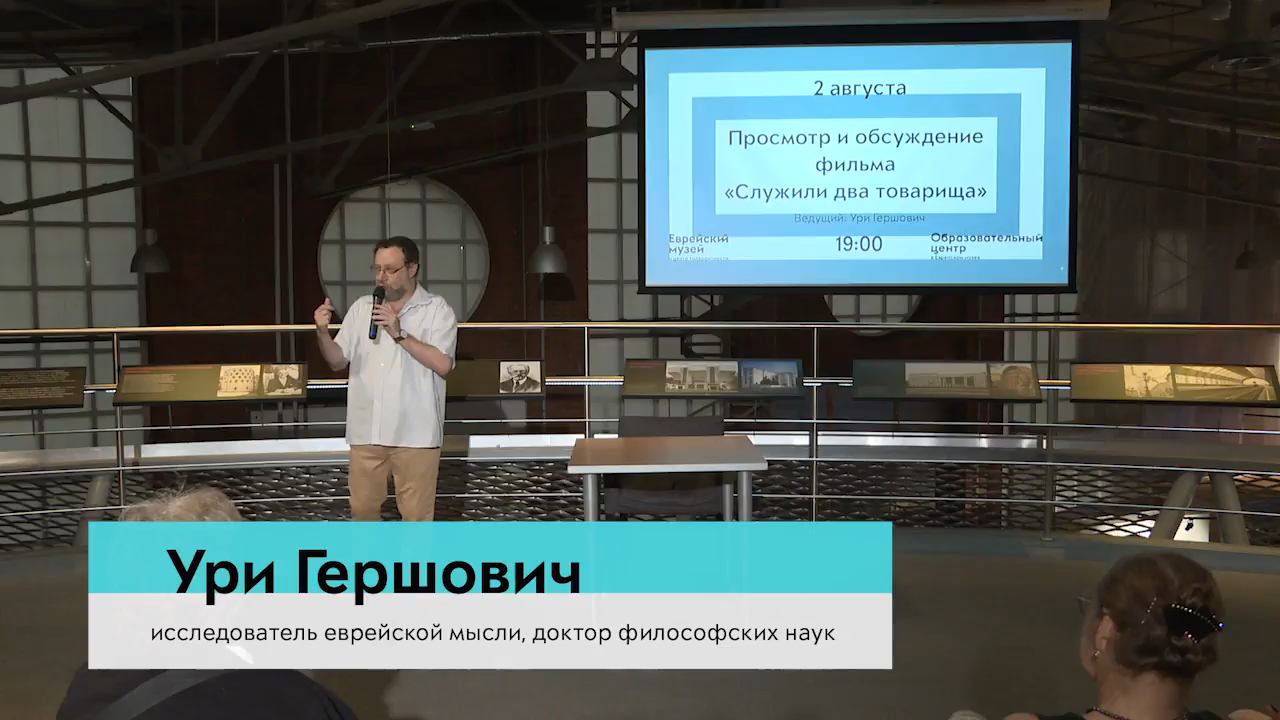 2 августа
Просмотр и обсуждение
фильма
«Служили два товарища»
Ведущий: Ури Гершович
Еврейский
музей
19:00
Образовательный
центр
Ури Гершович
исследователь еврейской мысли, доктор философских наук